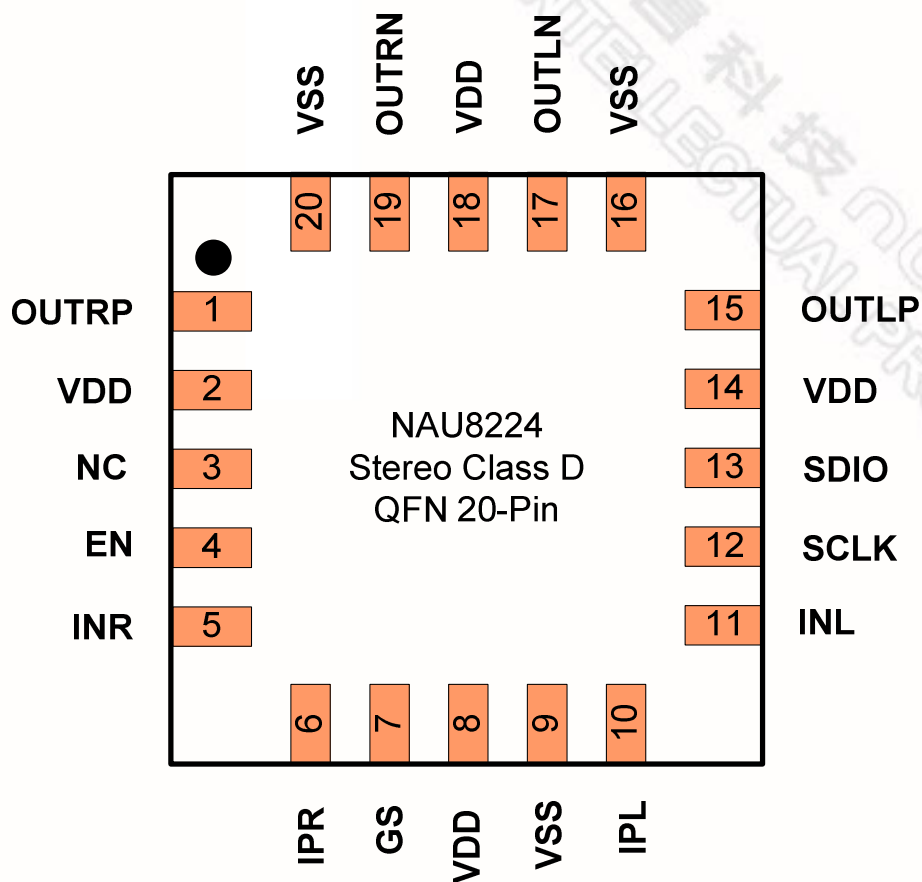 VSS
OUTRN
VDD
OUTLN
VSS
20
19
18
17
16
OUTRP
1
15
OUTLP
VDD
2
14
VDD
NC
3
13
SDIO
EN
4
12
SCLK
INR
5
11
INL
NAU8224
Stereo Class D
QFN 20-Pin
6
7
8
9
10
IPR
GS
VDD
VSS
IPL
科技